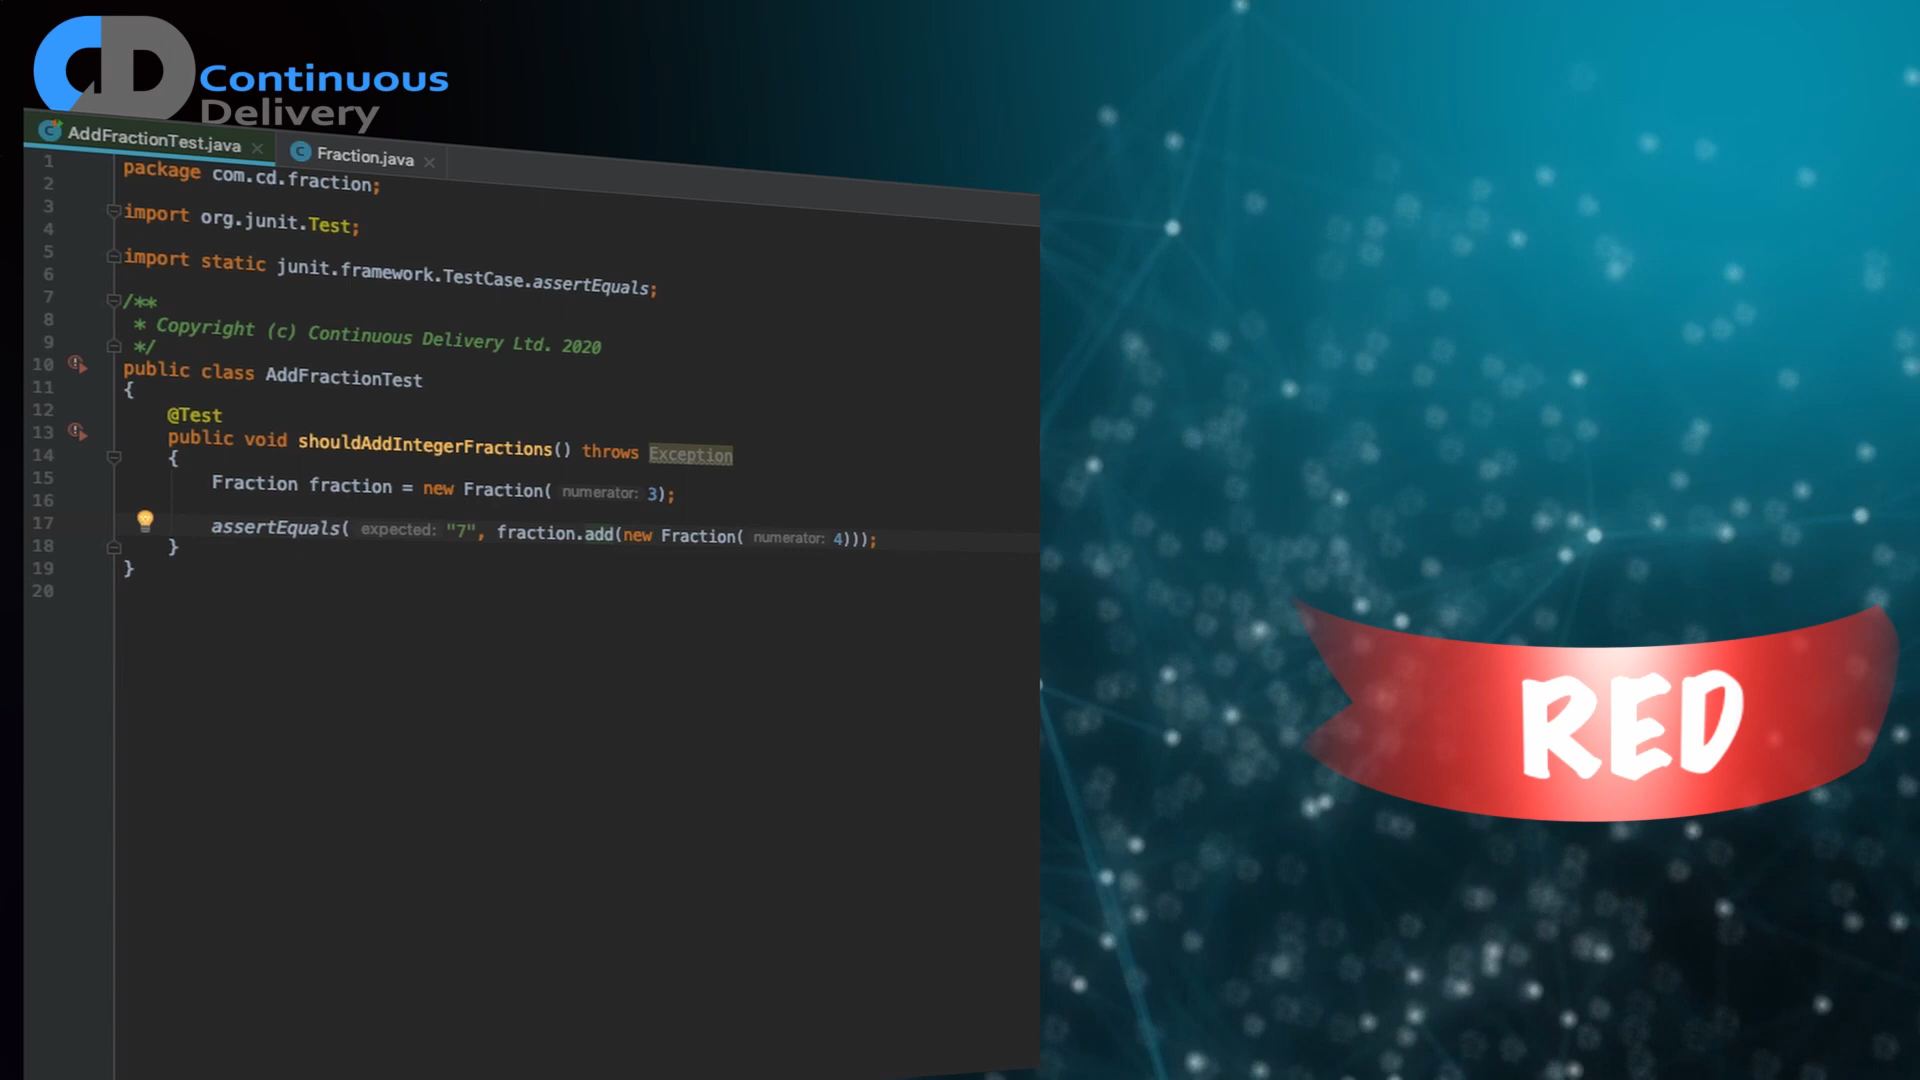 Continuous
Delivery
AddFractionTest.java
Fraction.java
1 package com.cd.fraction;
2
3 import org.junit.Test;
4
5 import static junit.framework.TestCase.assertEquals;
6
7 /**
8 * Copyright (c) Continuous Delivery Ltd. 2020
9 */
10 public class AddFractionTest
11 {
12 @Test
13 public void shouldAddIntegerFractions() throws Exception
14 {
15 Fraction fraction = new Fraction( numerator: 3);
16
17 assertEquals( expected: "7", fraction.add(new Fraction( numerator: 4)));
18 }
19 }
20
RED